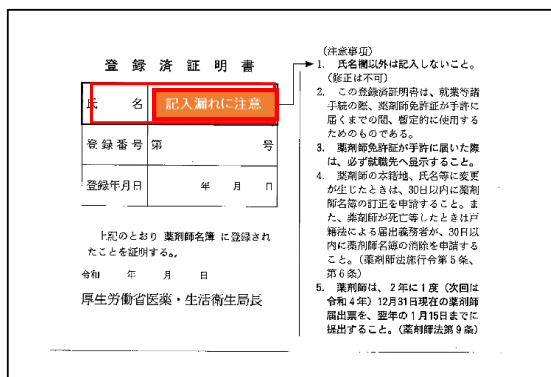 登録済証明書
氏 名 記入漏れに注意
登録番号 第 号
登録年月日 年 月 日
上記のとおり 薬剤師名簿 に登録され
たことを証明する。
令和 年 月 日
厚生労働省医薬・生活衛生局長
(注意事項)
1. 氏名欄以外は記入しないこと。
(修正は不可)
2. この登録済証明書は、就業等諸
手続の際、薬剤師免許証が手許に
届くまでの間、暫定的に使用する
ためのものである。
3. 薬剤師免許証が手許に届いた際
は、必ず就職先へ提示すること。
4. 薬剤師の本籍地、氏名等に変更
が生じたときは、30日以内に薬剤
師名簿の訂正を申請すること。ま
た、薬剤師が死亡等したときは戸
籍法による届出義務者が、30日以
内に薬剤師名簿の消除を申請する
こと。(薬剤師法施行令第5条、
第6条)
5. 薬剤師は、2年に1度(次回は
令和4年)12月31日現在の薬剤師
届出票を、翌年の1月15日までに
提出すること。(薬剤師法第9条)